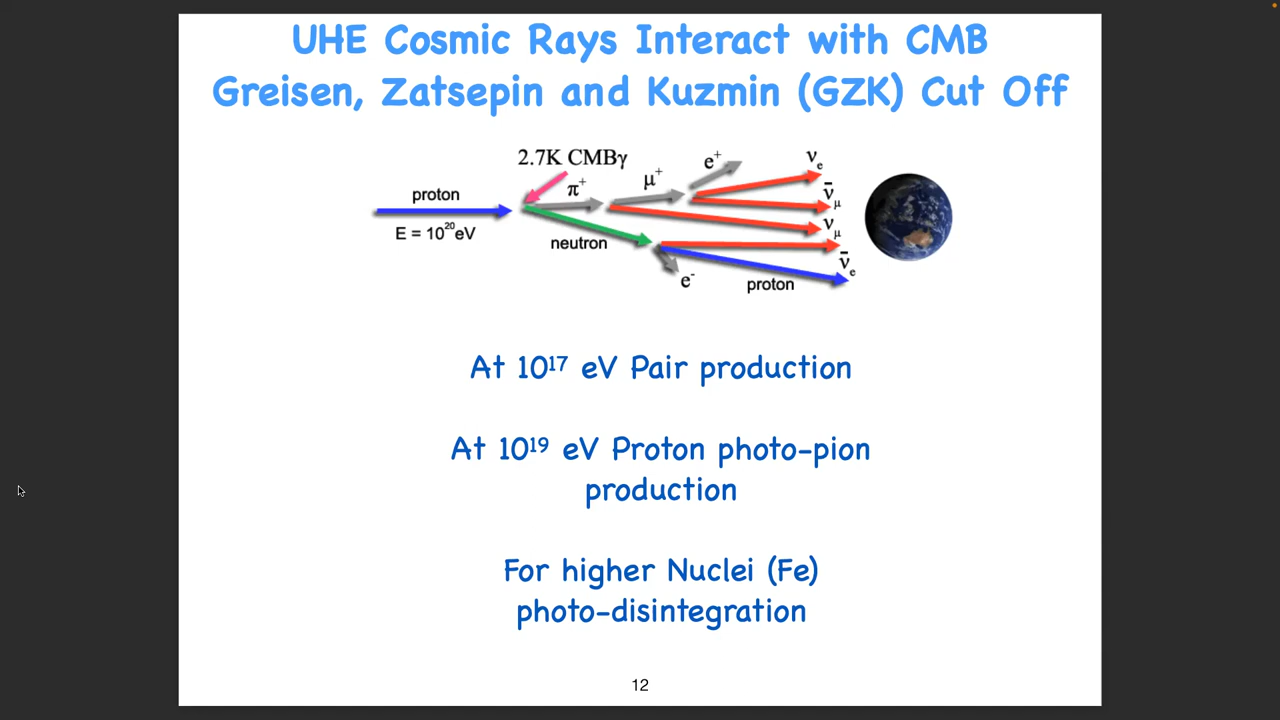 UHE Cosmic Rays Interact with CMB
Greisen, Zatsepin and Kuzmin (GZK) Cut Off
2.7K CMBγ
proton
E = 10²⁰eV
π⁺
μ⁺
e⁺
νₑ
ν̄_μ
ν_μ
neutron
ν̄ₑ
e⁻
proton
At 10¹⁷ eV Pair production
At 10¹⁹ eV Proton photo-pion
production
For higher Nuclei (Fe)
photo-disintegration
12